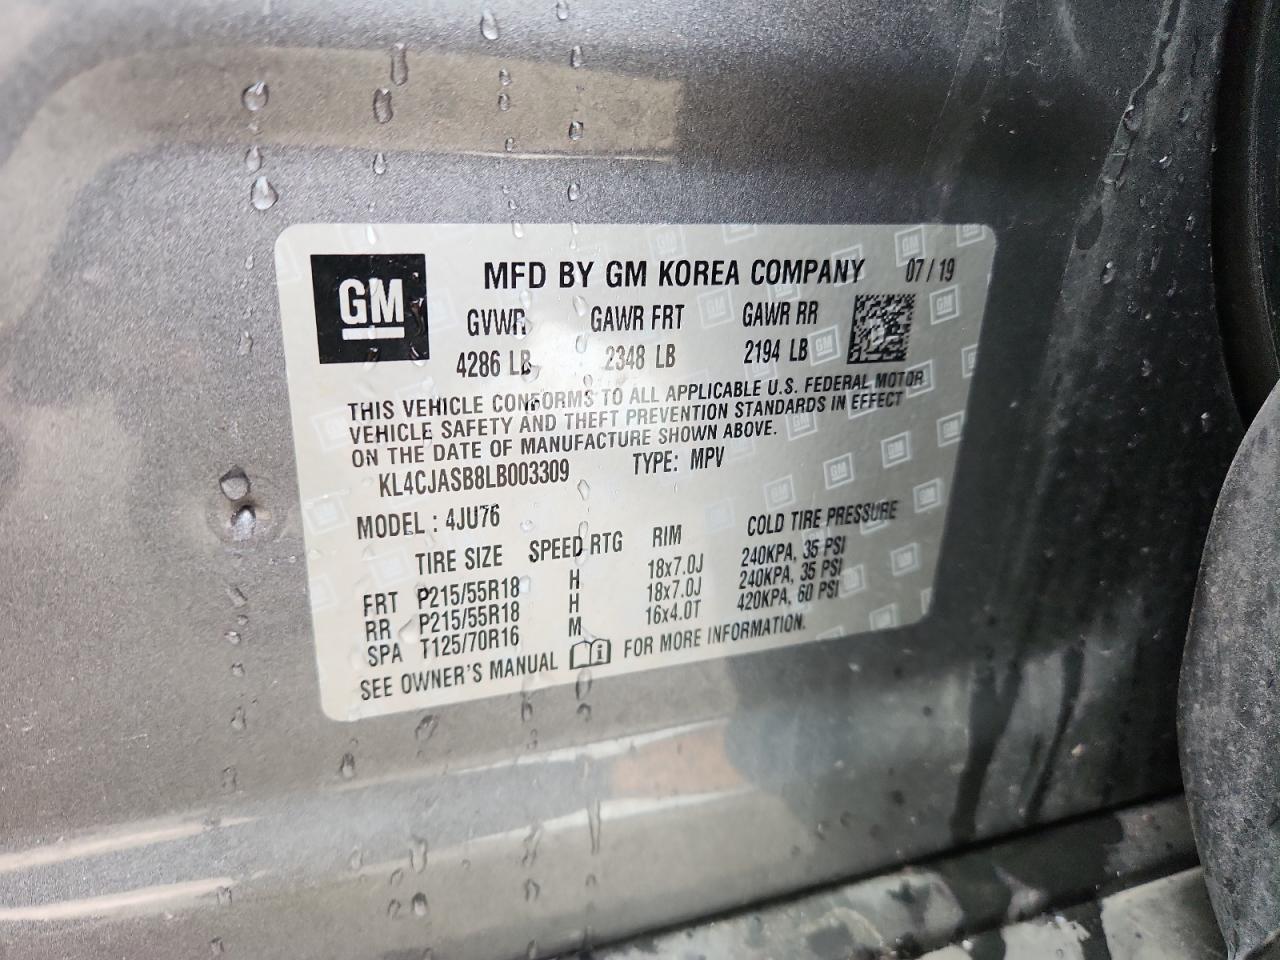 GM
MFD BY GM KOREA COMPANY 07/19
GVWR GAWR FRT GAWR RR
4286 LB 2348 LB 2194 LB
THIS VEHICLE CONFORMS TO ALL APPLICABLE U.S. FEDERAL MOTOR
VEHICLE SAFETY AND THEFT PREVENTION STANDARDS IN EFFECT
ON THE DATE OF MANUFACTURE SHOWN ABOVE.
KL4CJASB8LB003309 TYPE: MPV
MODEL : 4JU76
TIRE SIZE SPEED RTG RIM COLD TIRE PRESSURE
FRT P215/55R18 H 18x7.0J 240KPA, 35 PSI
RR P215/55R18 H 18x7.0J 240KPA, 35 PSI
SPA T125/70R16 M 16x4.0T 420KPA, 60 PSI
SEE OWNER'S MANUAL FOR MORE INFORMATION.